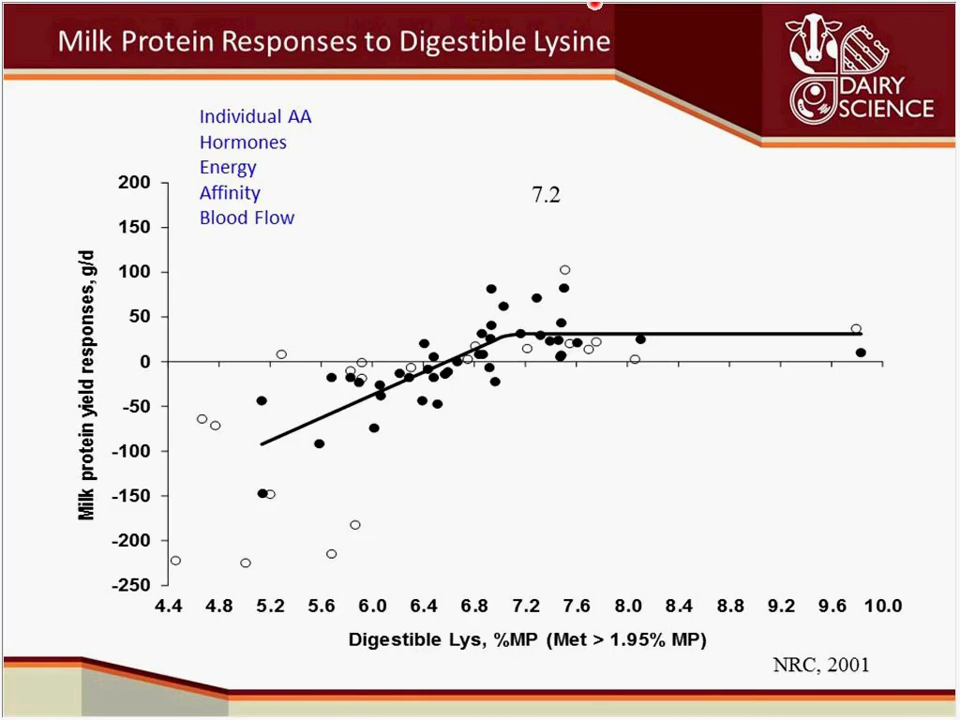 Milk Protein Responses to Digestible Lysine
DAIRY
SCIENCE
Individual AA
Hormones
Energy
Affinity
Blood Flow
7.2
Milk protein yield responses, g/d
200
150
100
50
0
-50
-100
-150
-200
-250
4.4 4.8 5.2 5.6 6.0 6.4 6.8 7.2 7.6 8.0 8.4 8.8 9.2 9.6 10.0
Digestible Lys, %MP (Met > 1.95% MP)
NRC, 2001